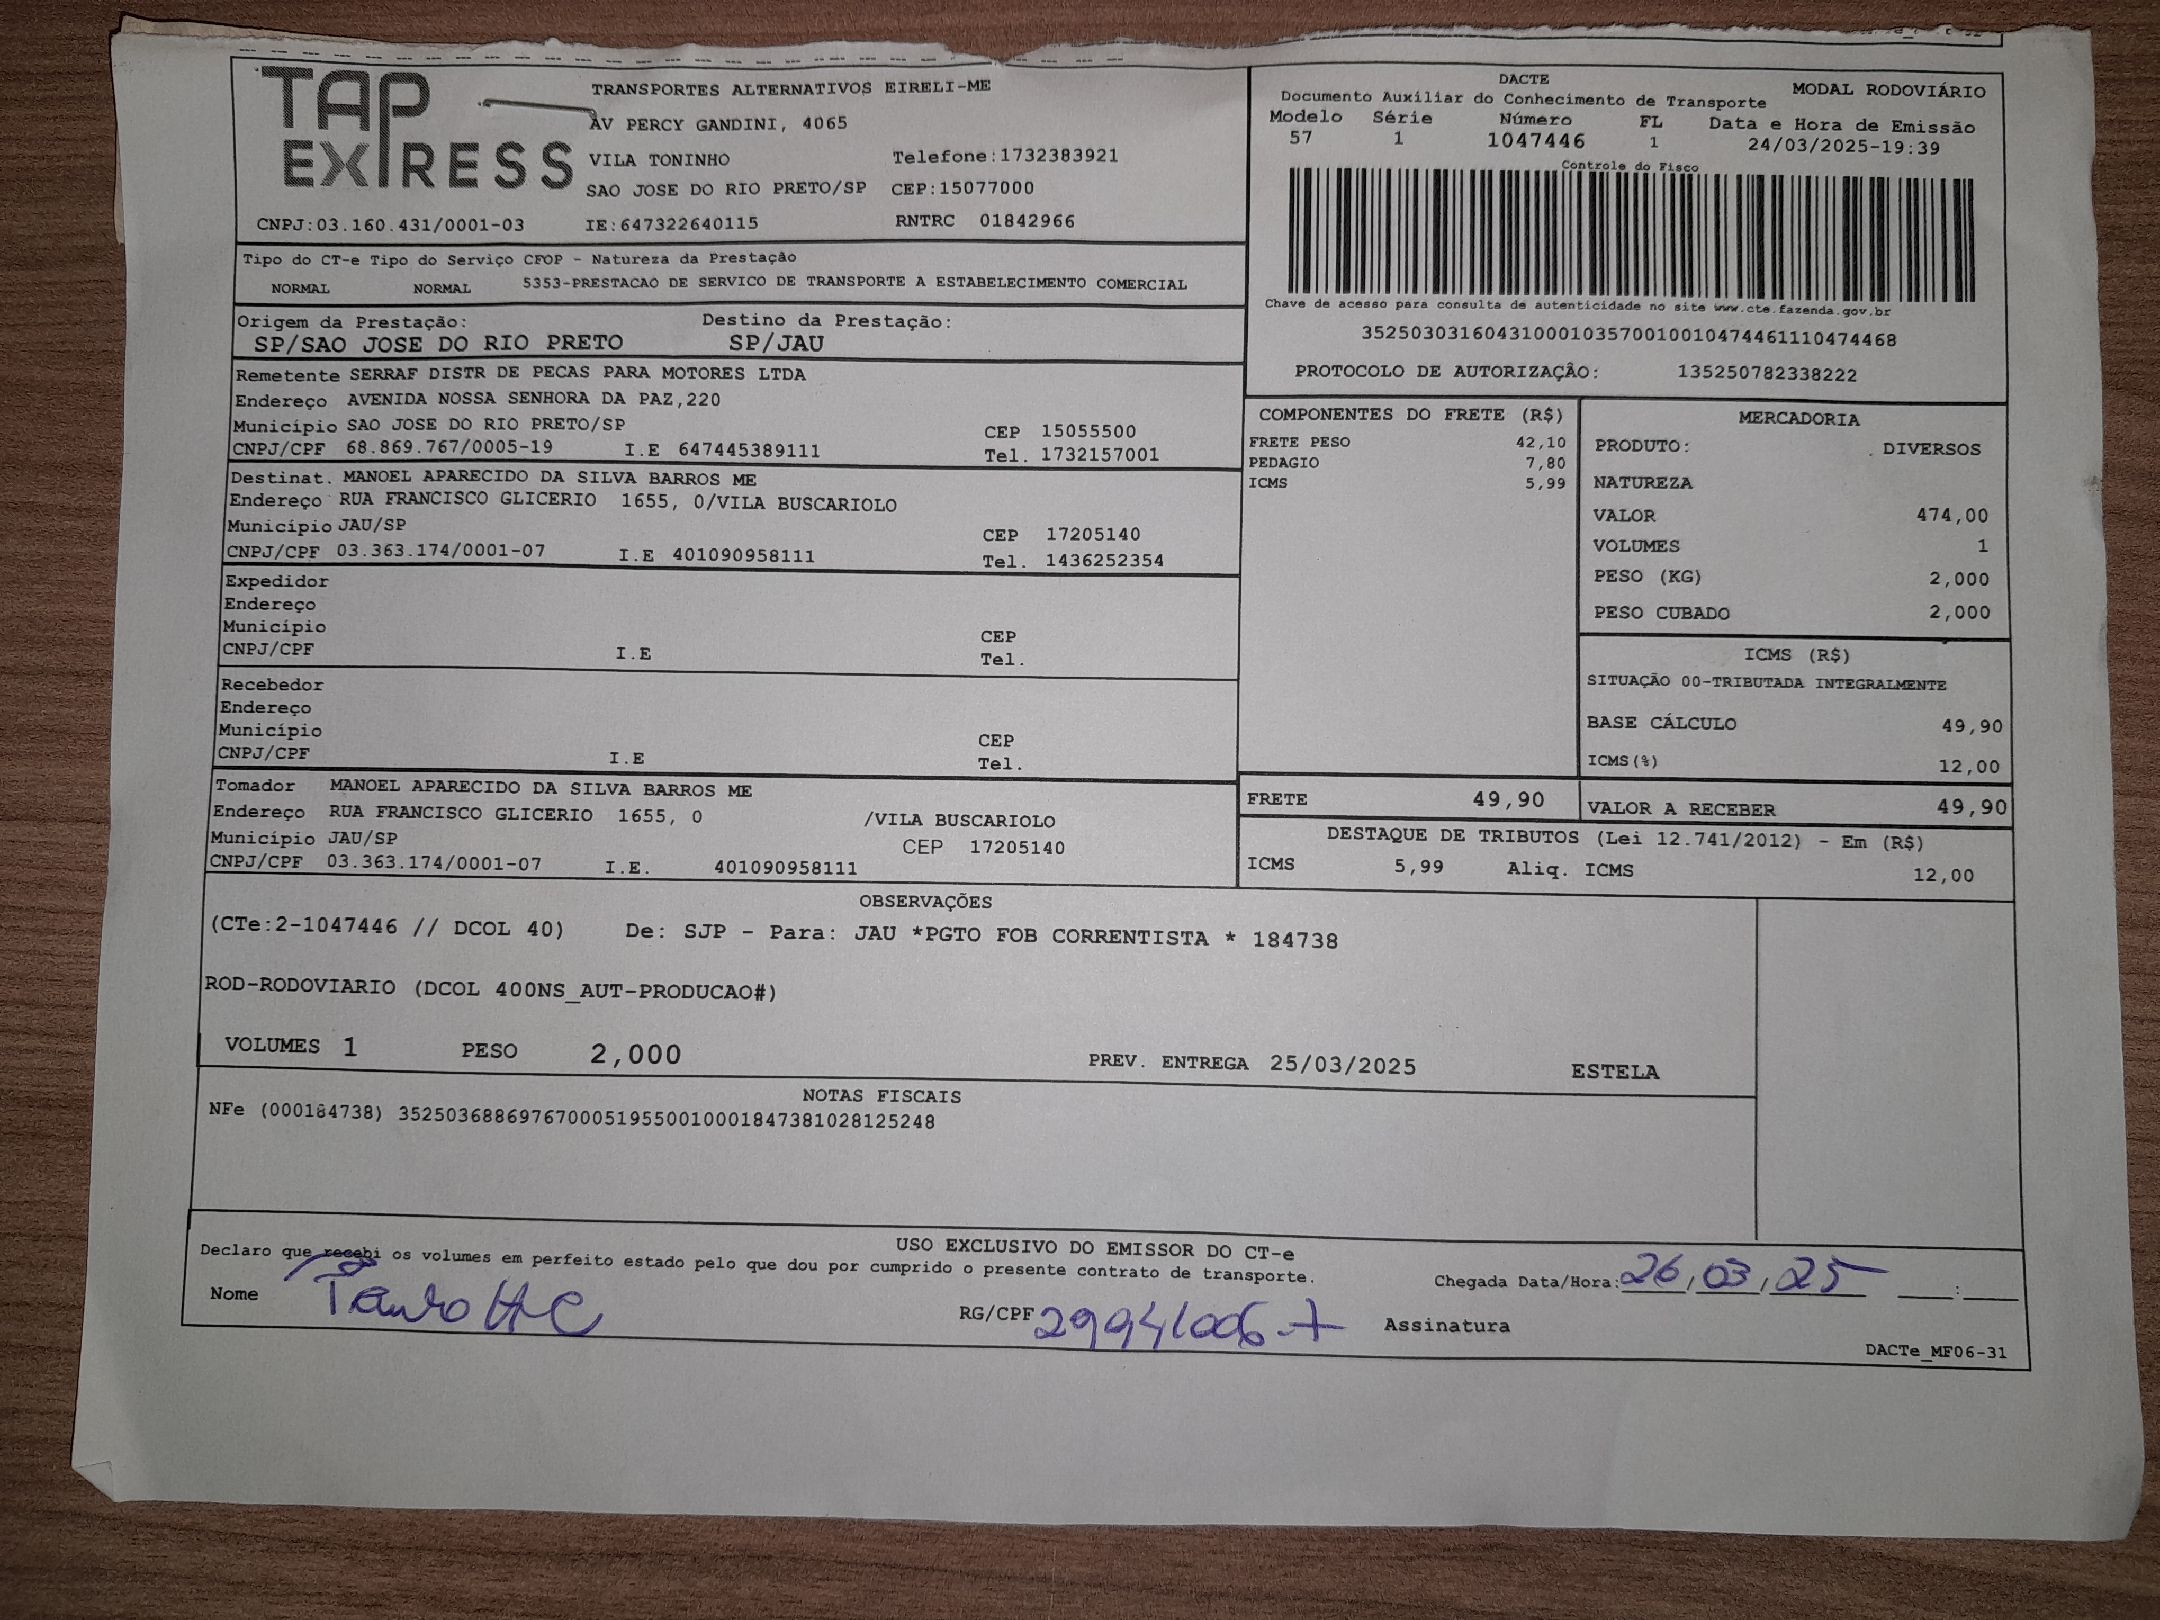 TAP EXPRESS
TRANSPORTES ALTERNATIVOS EIRELI-ME
AV PERCY GANDINI, 4065
VILA TONINHO Telefone:1732383921
SAO JOSE DO RIO PRETO/SP CEP:15077000
CNPJ:03.160.431/0001-03 IE:647322640115 RNTRC 01842966
DACTE MODAL RODOVIÁRIO
Documento Auxiliar do Conhecimento de Transporte
Modelo Série Número FL Data e Hora de Emissão
57 1 1047446 1 24/03/2025-19:39
Controle do Fisco
Chave de acesso para consulta de autenticidade no site www.cte.fazenda.gov.br
35250303160431000103570010010474461110474468
PROTOCOLO DE AUTORIZAÇÃO: 135250782338222
Tipo do CT-e Tipo do Serviço CFOP - Natureza da Prestação
NORMAL NORMAL 5353-PRESTACAO DE SERVICO DE TRANSPORTE A ESTABELECIMENTO COMERCIAL
Origem da Prestação: Destino da Prestação:
SP/SAO JOSE DO RIO PRETO SP/JAU
Remetente SERRAF DISTR DE PECAS PARA MOTORES LTDA
Endereço AVENIDA NOSSA SENHORA DA PAZ,220
Município SAO JOSE DO RIO PRETO/SP CEP 15055500
CNPJ/CPF 68.869.767/0005-19 I.E 647445389111 Tel. 1732157001
Destinat. MANOEL APARECIDO DA SILVA BARROS ME
Endereço RUA FRANCISCO GLICERIO 1655, 0/VILA BUSCARIOLO
Município JAU/SP CEP 17205140
CNPJ/CPF 03.363.174/0001-07 I.E 401090958111 Tel. 1436252354
Expedidor
Endereço
Município CEP
CNPJ/CPF I.E Tel.
Recebedor
Endereço
Município CEP
CNPJ/CPF I.E Tel.
Tomador MANOEL APARECIDO DA SILVA BARROS ME
Endereço RUA FRANCISCO GLICERIO 1655, 0 /VILA BUSCARIOLO
Município JAU/SP CEP 17205140
CNPJ/CPF 03.363.174/0001-07 I.E. 401090958111
COMPONENTES DO FRETE (R$)
FRETE PESO 42,10
PEDAGIO 7,80
ICMS 5,99
MERCADORIA
PRODUTO: DIVERSOS
NATUREZA
VALOR 474,00
VOLUMES 1
PESO (KG) 2,000
PESO CUBADO 2,000
ICMS (R$)
SITUAÇÃO 00-TRIBUTADA INTEGRALMENTE
BASE CÁLCULO 49,90
ICMS(%) 12,00
FRETE 49,90 VALOR A RECEBER 49,90
DESTAQUE DE TRIBUTOS (Lei 12.741/2012) - Em (R$)
ICMS 5,99 Aliq. ICMS 12,00
OBSERVAÇÕES
(CTe:2-1047446 // DCOL 40) De: SJP - Para: JAU *PGTO FOB CORRENTISTA * 184738
ROD-RODOVIARIO (DCOL 400NS_AUT-PRODUCAO#)
VOLUMES 1 PESO 2,000 PREV. ENTREGA 25/03/2025 ESTELA
NOTAS FISCAIS
NFe (000184738) 35250368869767000519550010001847381028125248
USO EXCLUSIVO DO EMISSOR DO CT-e
Declaro que recebi os volumes em perfeito estado pelo que dou por cumprido o presente contrato de transporte.
Chegada Data/Hora: 26,03,25 :
Nome RG/CPF Assinatura
DACTe_MF06-31